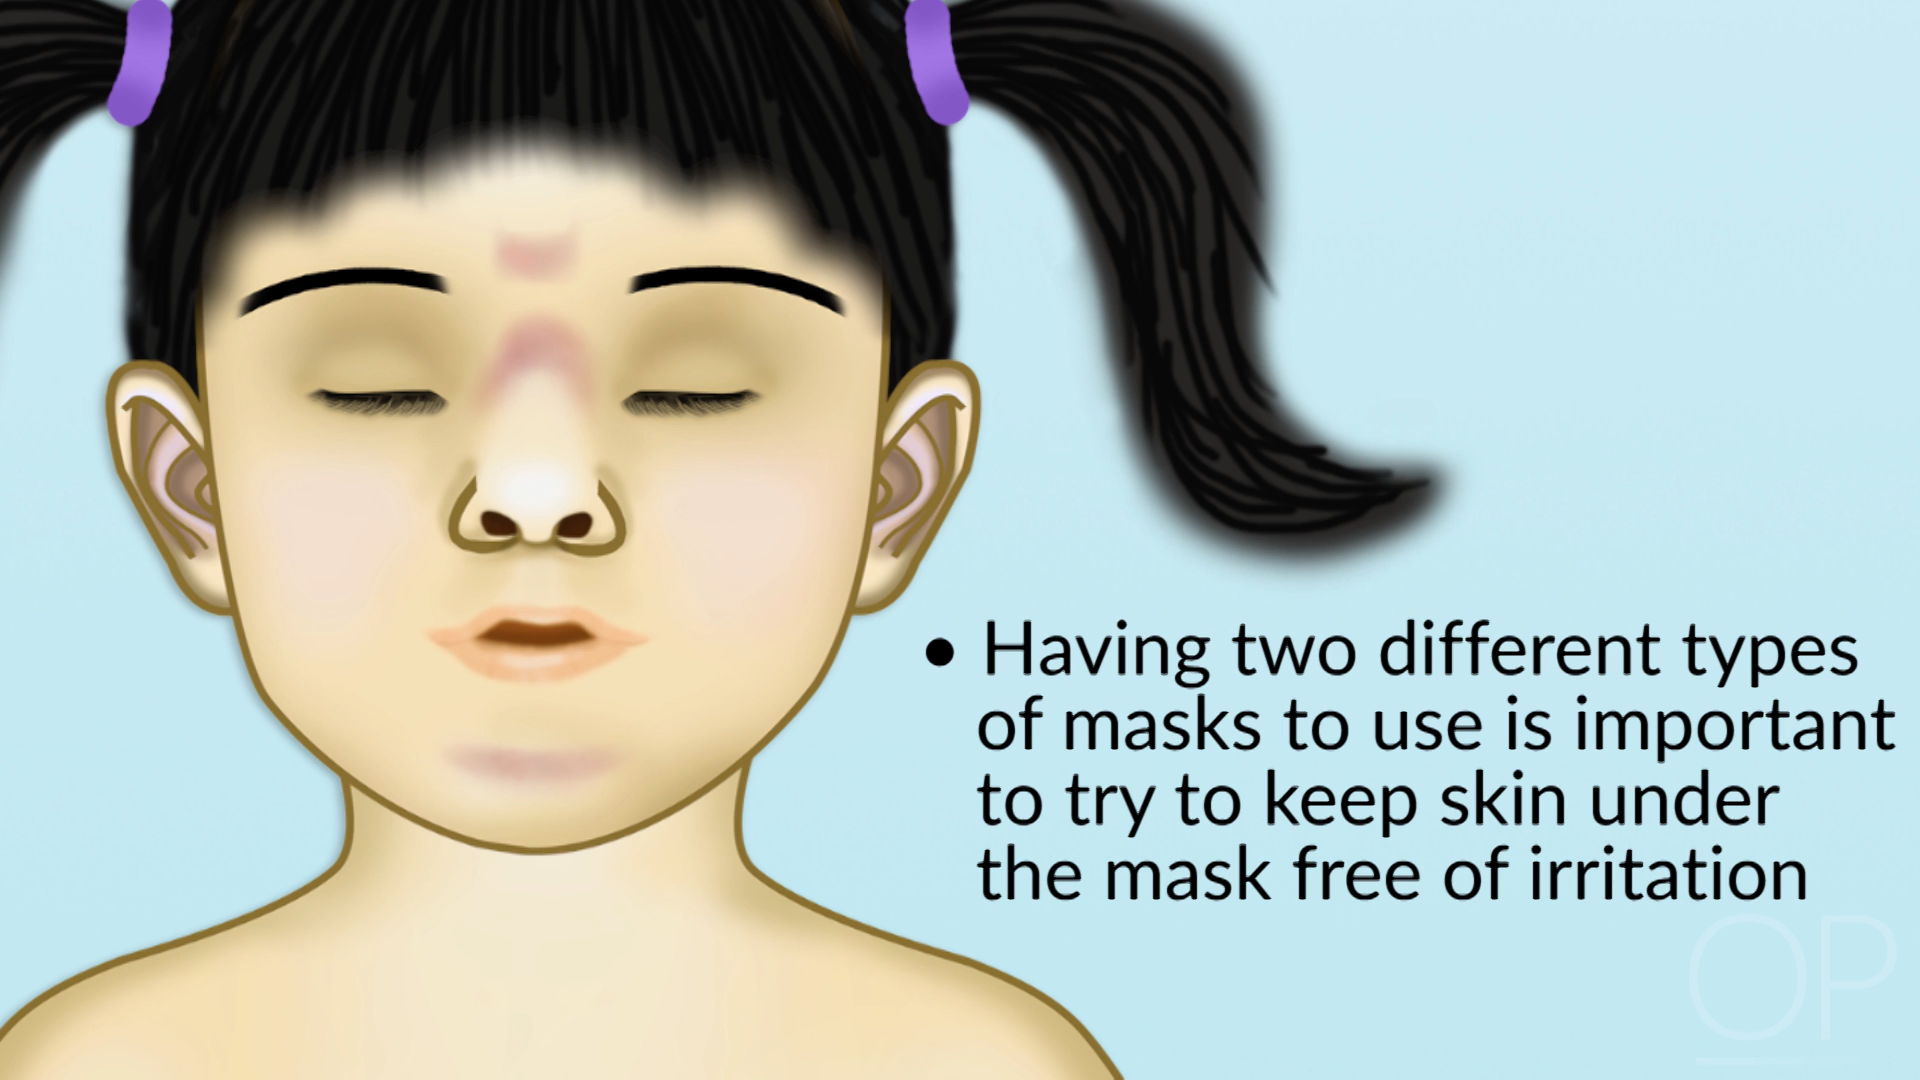 • Having two different types
of masks to use is important
to try to keep skin under
the mask free of irritation
OP